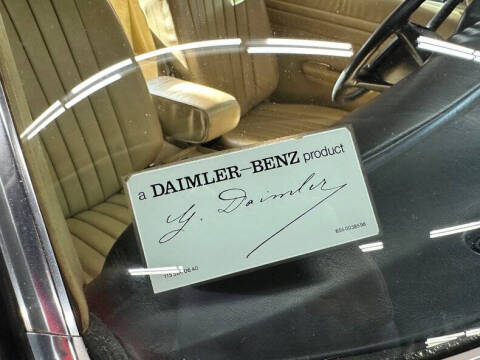 a DAIMLER-BENZ product
G. Daimler